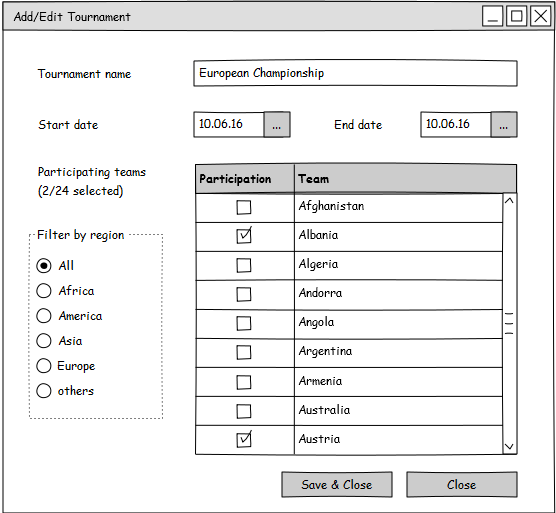 Add/Edit Tournament
Tournament name
European Championship
Start date
10.06.16
...
End date
10.06.16
...
Participating teams
(2/24 selected)
Filter by region
All
Africa
America
Asia
Europe
others
Participation Team
Afghanistan
Albania
Algeria
Andorra
Angola
Argentina
Armenia
Australia
Austria
Save & Close
Close